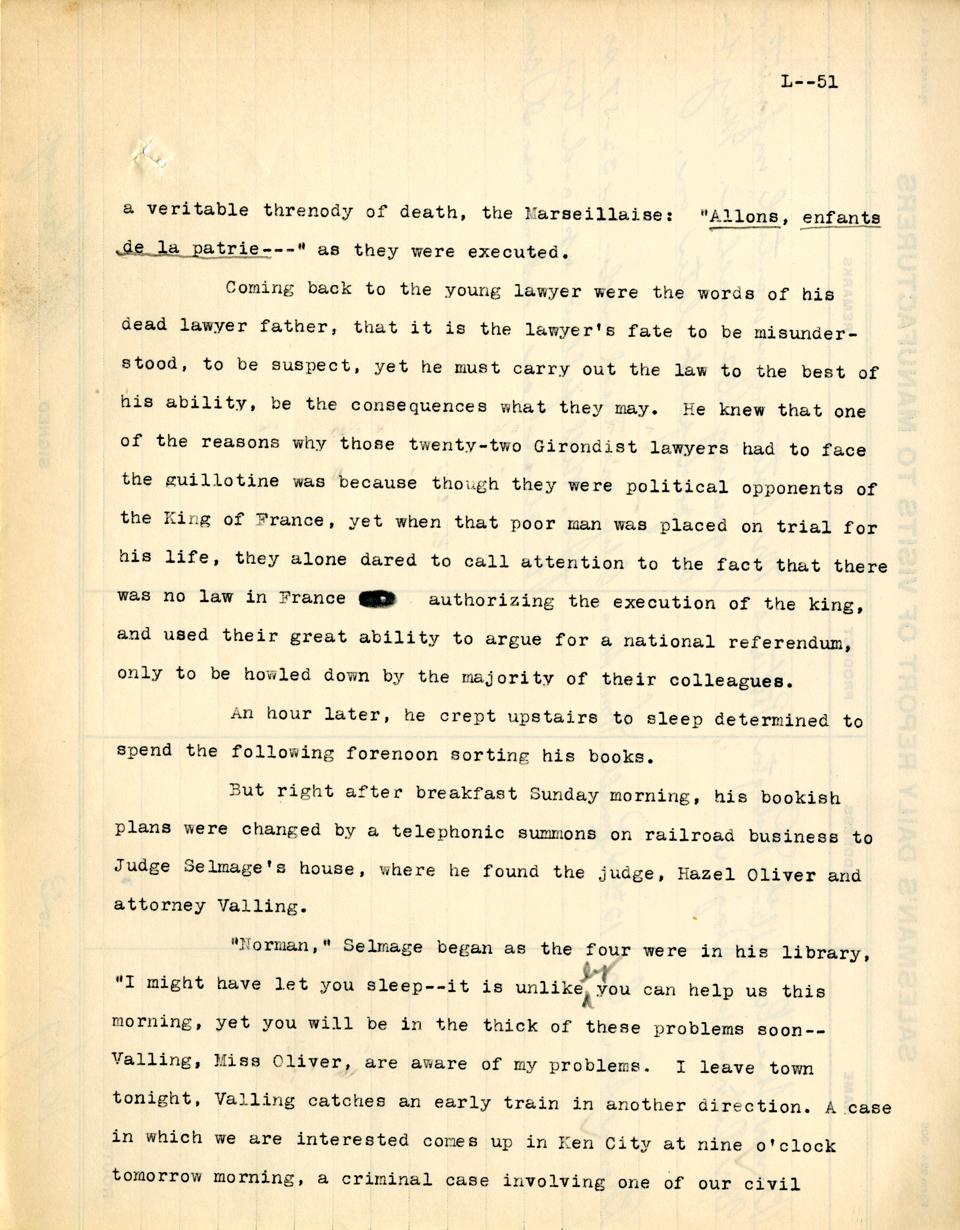 L--51
a veritable threnody of death, the Marseillaise:  "Allons, enfants
de la patrie---" as they were executed.
Coming back to the young lawyer were the words of his
dead lawyer father, that it is the lawyer's fate to be misunder-
stood, to be suspect, yet he must carry out the law to the best of
his ability, be the consequences what they may.  He knew that one
of the reasons why those twenty-two Girondist lawyers had to face
the guillotine was because though they were political opponents of
the King of France, yet when that poor man was placed on trial for
his life, they alone dared to call attention to the fact that there
was no law in France authorizing the execution of the king,
and used their great ability to argue for a national referendum,
only to be howled down by the majority of their colleagues.
An hour later, he crept upstairs to sleep determined to
spend the following forenoon sorting his books.
But right after breakfast Sunday morning, his bookish
plans were changed by a telephonic summons on railroad business to
Judge Selmage's house, where he found the judge, Hazel Oliver and
attorney Valling.
"Norman," Selmage began as the four were in his library,
"I might have let you sleep--it is unlikely you can help us this
morning, yet you will be in the thick of these problems soon--
Valling, Miss Oliver, are aware of my problems.  I leave town
tonight, Valling catches an early train in another direction. A case
in which we are interested comes up in Ken City at nine o'clock
tomorrow morning, a criminal case involving one of our civil
SALESMAN'S DAILY REPORT OF VISITS TO MANUFACTURERS
REMARKS
PRODUCT
NAME
SIGNED